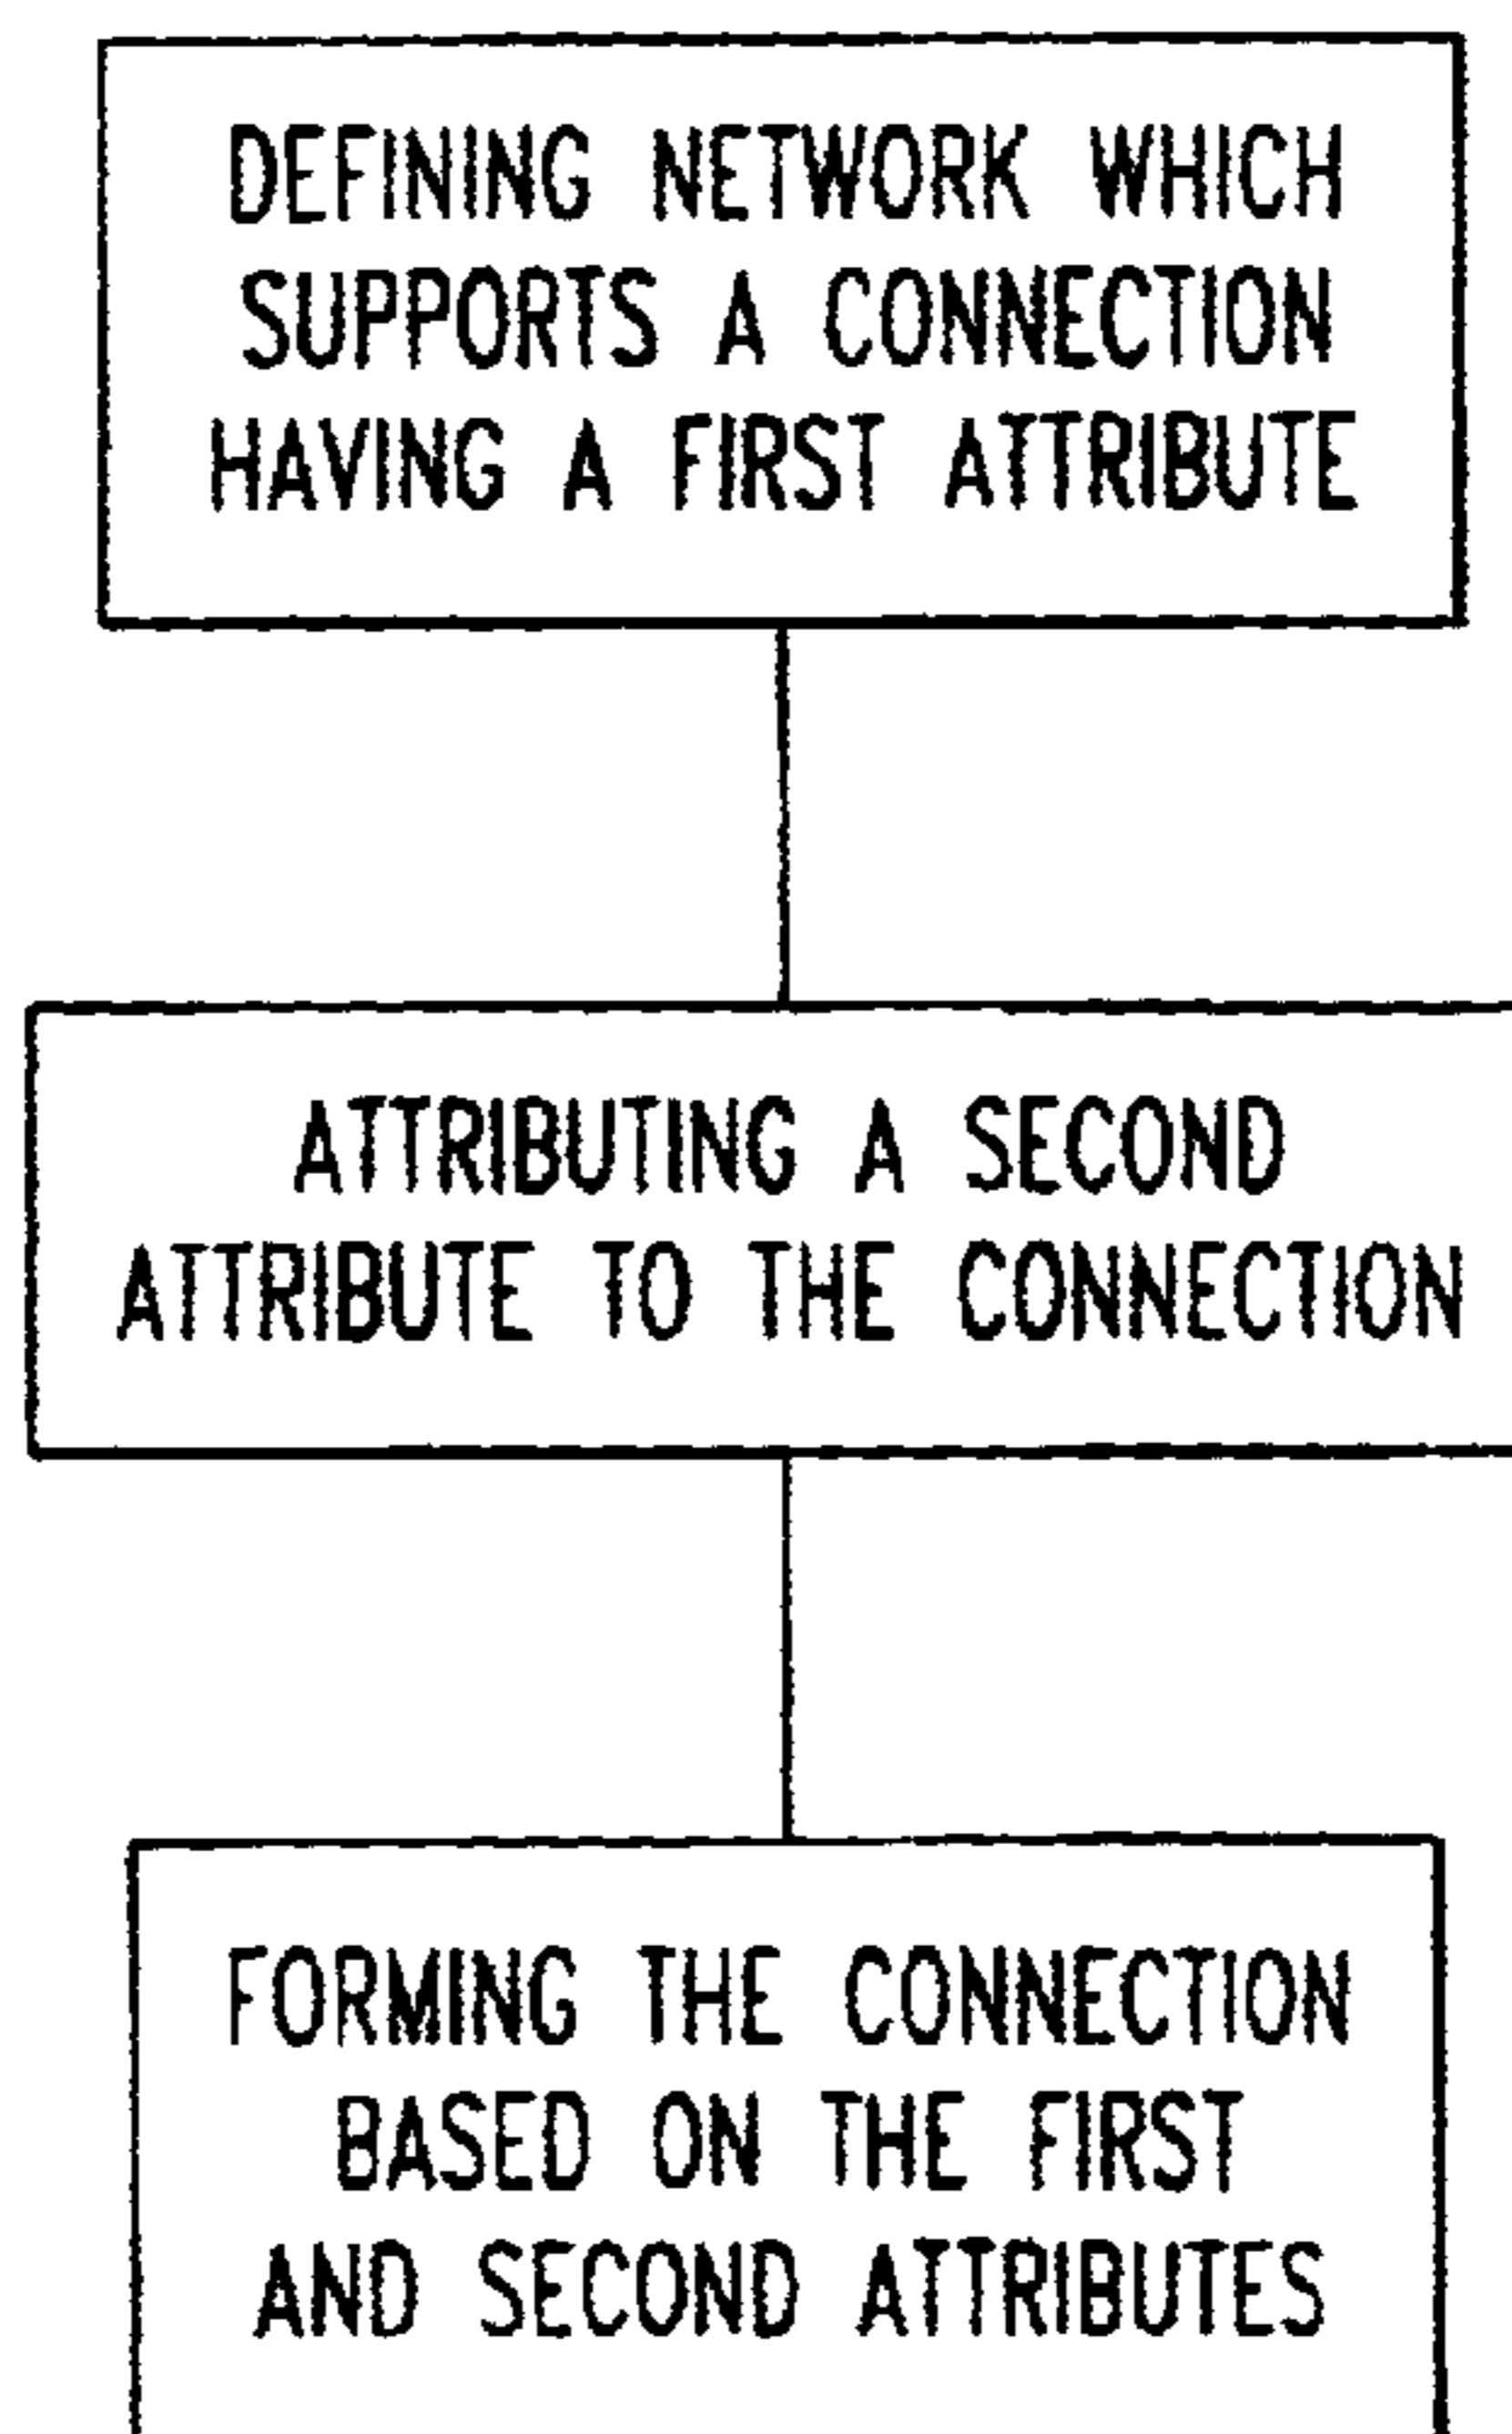 DEFINING NETWORK WHICH
SUPPORTS A CONNECTION
HAVING A FIRST ATTRIBUTE
ATTRIBUTING A SECOND
ATTRIBUTE TO THE CONNECTION
FORMING THE CONNECTION
BASED ON THE FIRST
AND SECOND ATTRIBUTES